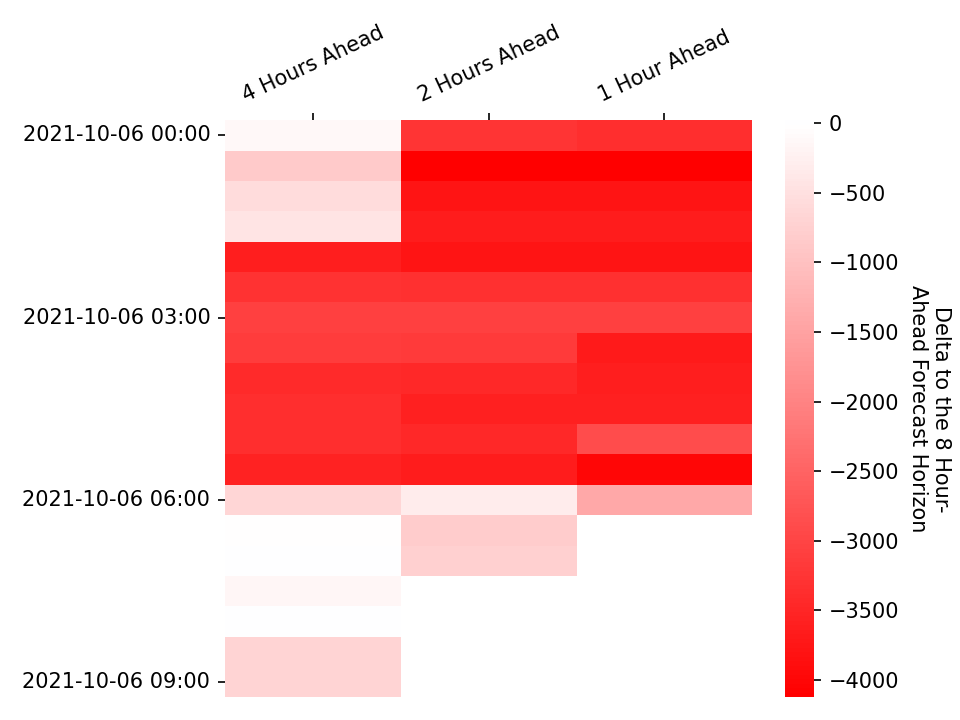 4 Hours Ahead
2 Hours Ahead
1 Hour Ahead
2021-10-06 00:00
2021-10-06 03:00
2021-10-06 06:00
2021-10-06 09:00
0
−500
−1000
−1500
−2000
−2500
−3000
−3500
−4000
Delta to the 8 Hour-
Ahead Forecast Horizon